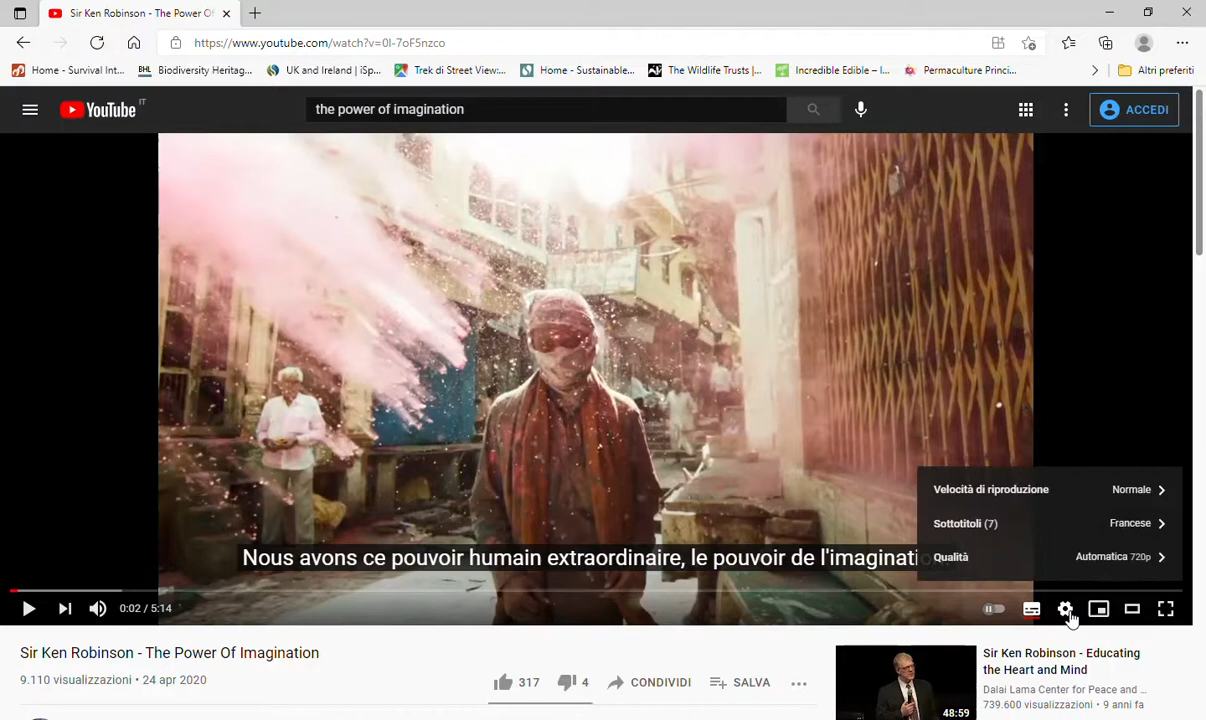 Sir Ken Robinson - The Power Of
https://www.youtube.com/watch?v=0I-7oF5nzco
Home - Survival Int...
BHL Biodiversity Heritag...
UK and Ireland | iSp...
Trek di Street View:...
Home - Sustainable...
The Wildlife Trusts |...
Incredible Edible – I...
Permaculture Princi...
Altri preferiti
YouTube IT
the power of imagination
ACCEDI
Velocità di riproduzione Normale
Sottotitoli (7) Francese
Qualità Automatica 720p
Nous avons ce pouvoir humain extraordinaire, le pouvoir de l'imaginati
0:02 / 5:14
Sir Ken Robinson - The Power Of Imagination
9.110 visualizzazioni • 24 apr 2020
317
4
CONDIVIDI
SALVA
48:59
Sir Ken Robinson - Educating
the Heart and Mind
Dalai Lama Center for Peace and ...
739.600 visualizzazioni • 9 anni fa